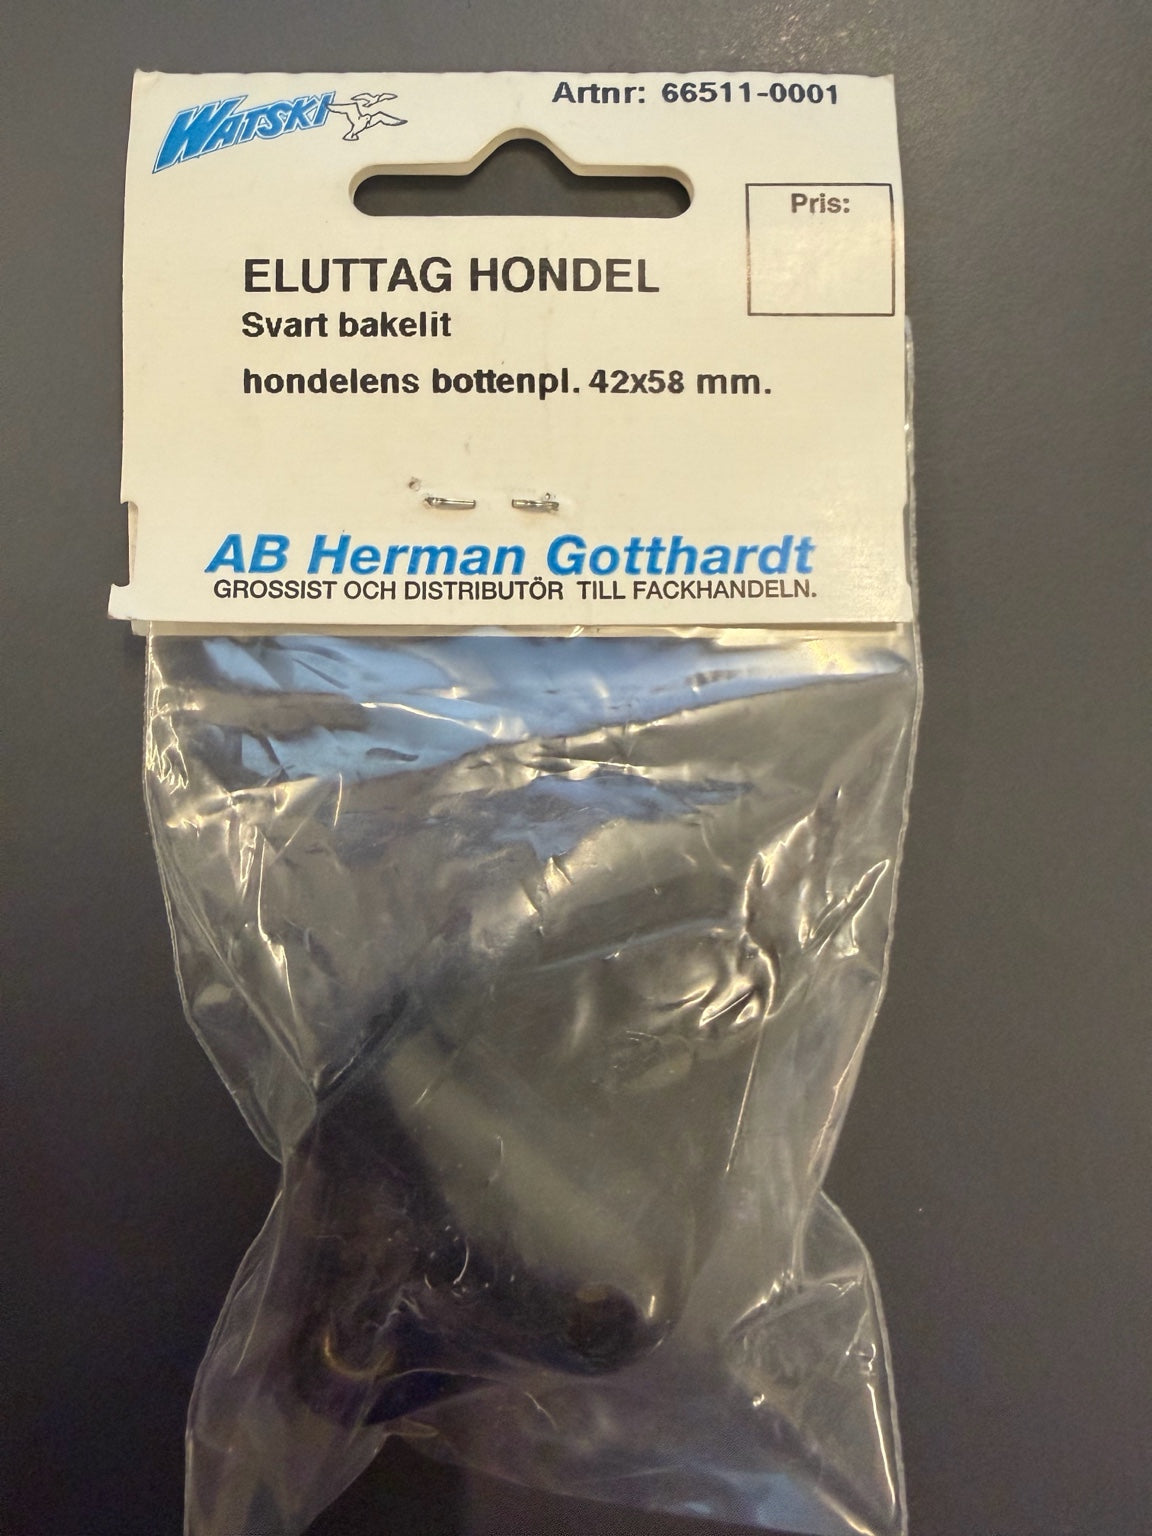 WATSKI
Artnr: 66511-0001
Pris:
ELUTTAG HONDEL
Svart bakelit
hondelens bottenpl. 42x58 mm.
AB Herman Gotthardt
GROSSIST OCH DISTRIBUTÖR TILL FACKHANDELN.